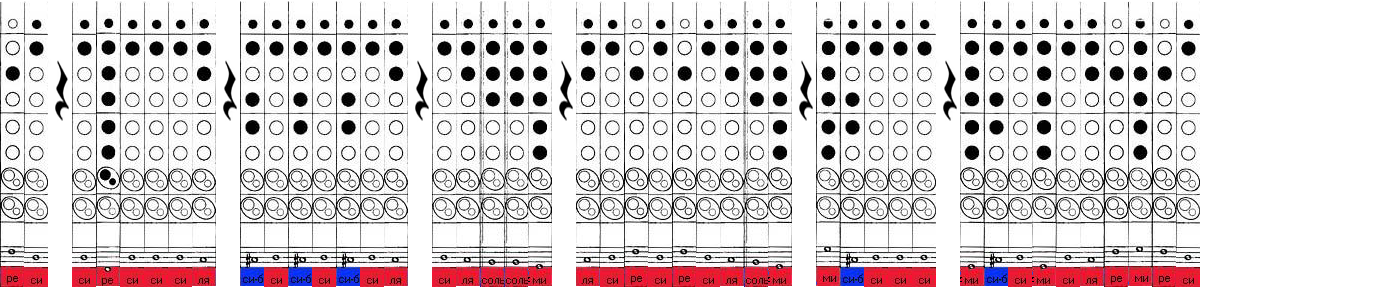 ре си си ре си си си ля си-б си си-б си си-б си ля си ля соль соль ми ля си ре ре си ля соль ми ми си-б си си си ми си-б си ми си ля ре ми ре си